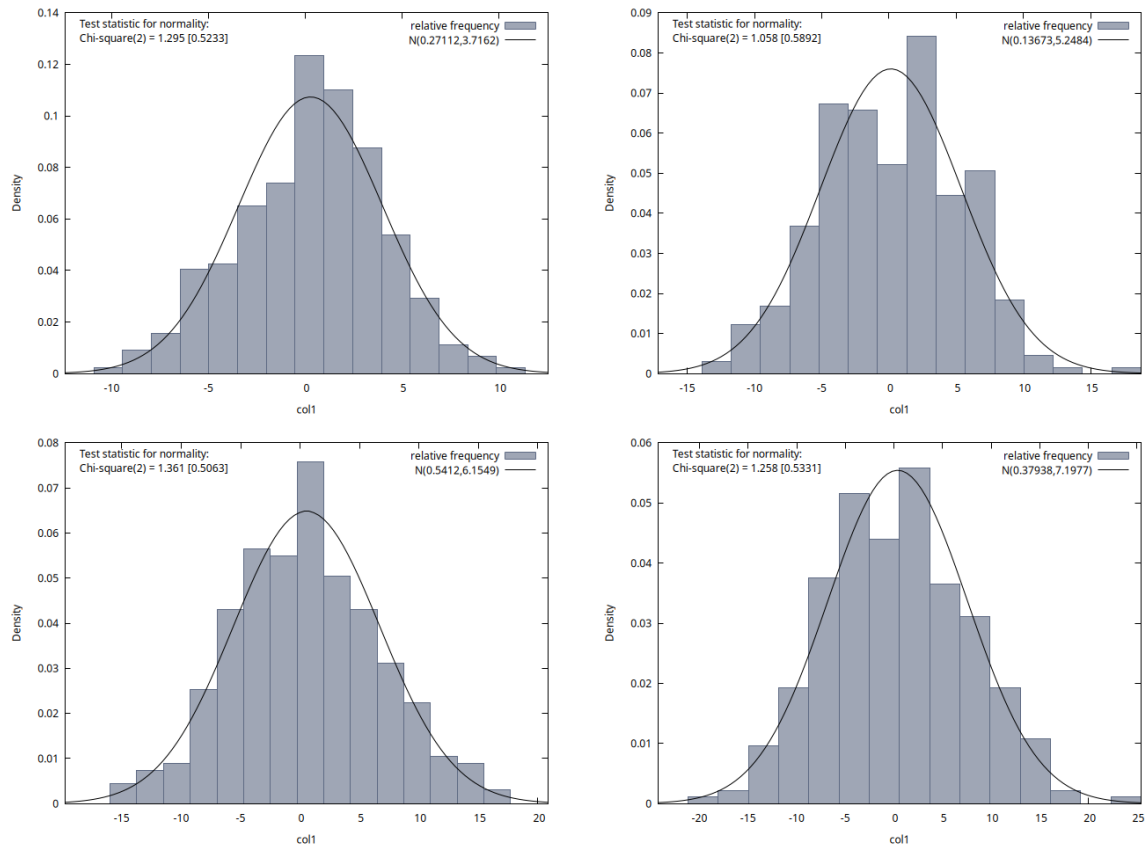 Test statistic for normality:
Chi-square(2) = 1.295 [0.5233]
relative frequency
N(0.27112,3.7162)
0.14
0.12
0.1
0.08
0.06
0.04
0.02
0
Density
-10
-5
0
5
10
col1
Test statistic for normality:
Chi-square(2) = 1.058 [0.5892]
relative frequency
N(0.13673,5.2484)
0.09
0.08
0.07
0.06
0.05
0.04
0.03
0.02
0.01
0
Density
-15
-10
-5
0
5
10
15
col1
Test statistic for normality:
Chi-square(2) = 1.361 [0.5063]
relative frequency
N(0.5412,6.1549)
0.08
0.07
0.06
0.05
0.04
0.03
0.02
0.01
0
Density
-15
-10
-5
0
5
10
15
20
col1
Test statistic for normality:
Chi-square(2) = 1.258 [0.5331]
relative frequency
N(0.37938,7.1977)
0.06
0.05
0.04
0.03
0.02
0.01
0
Density
-20
-15
-10
-5
0
5
10
15
20
25
col1